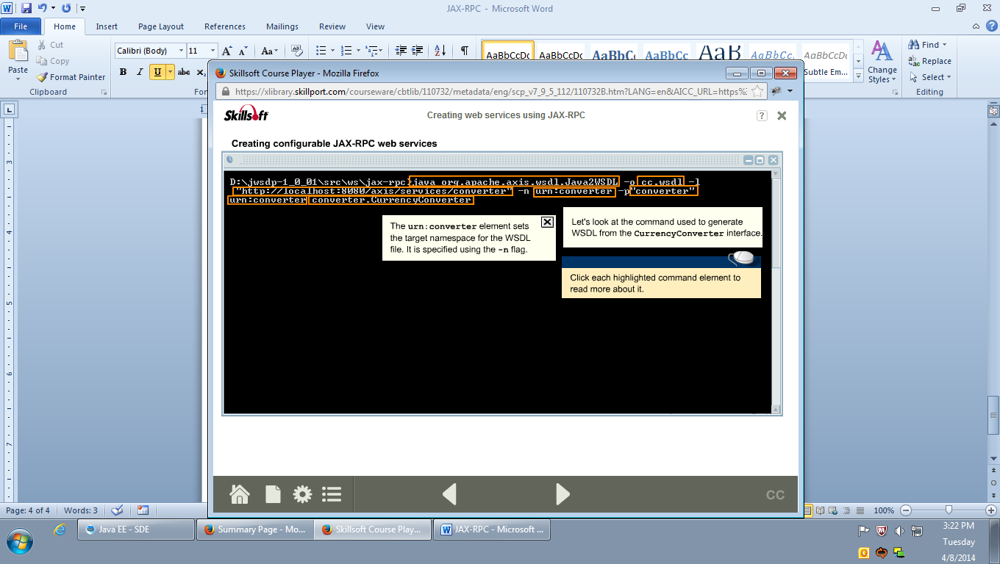 JAX-RPC - Microsoft Word
File Home Insert Page Layout References Mailings Review View
Paste
Cut
Copy
Format Painter
Clipboard
Calibri (Body) 11
B I U abc
AaBbCcDc AaBbCcDc AaBbCc AaBbCc AaB AaBbCc. AaBbCcDc
Subtle Em...
Change
Styles
Find
Replace
Select
Editing
Skillsoft Course Player - Mozilla Firefox
https://xlibrary.skillport.com/courseware/cbtlib/110732/metadata/eng/scp_v7_9_5_112/110732B.htm?LANG=en&AICC_URL=https%3
Skillsoft
Creating web services using JAX-RPC
?
Creating configurable JAX-RPC web services
D:\jwsdp-1_0_01\src\ws\jax-rpc>java org.apache.axis.wsdl.Java2WSDL -o cc.wsdl -l
"http://localhost:8080/axis/services/converter" -n urn:converter -p"converter"
urn:converter converter.CurrencyConverter
The urn:converter element sets
the target namespace for the WSDL
file. It is specified using the -n flag.
Let's look at the command used to generate
WSDL from the CurrencyConverter interface.
Click each highlighted command element to
read more about it.
CC
Page: 4 of 4 Words: 3
100%
Java EE - SDE
Summary Page - Mo...
Skillsoft Course Play...
JAX-RPC - Microsoft ...
3:22 PM
Tuesday
4/8/2014